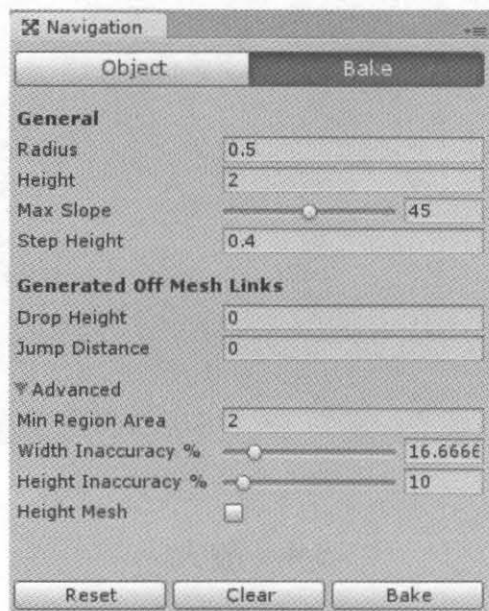 Navigation
Object Bake
General
Radius 0.5
Height 2
Max Slope 45
Step Height 0.4
Generated Off Mesh Links
Drop Height 0
Jump Distance 0
Advanced
Min Region Area 2
Width Inaccuracy % 16.6666
Height Inaccuracy % 10
Height Mesh
Reset Clear Bake